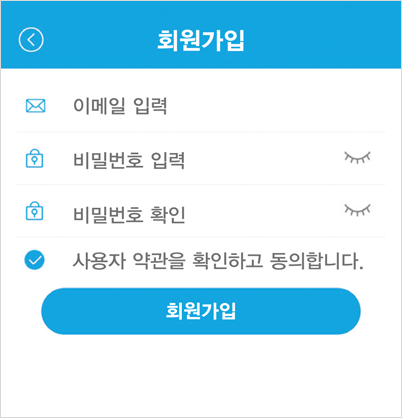 회원가입
이메일 입력
비밀번호 입력
비밀번호 확인
사용자 약관을 확인하고 동의합니다.
회원가입